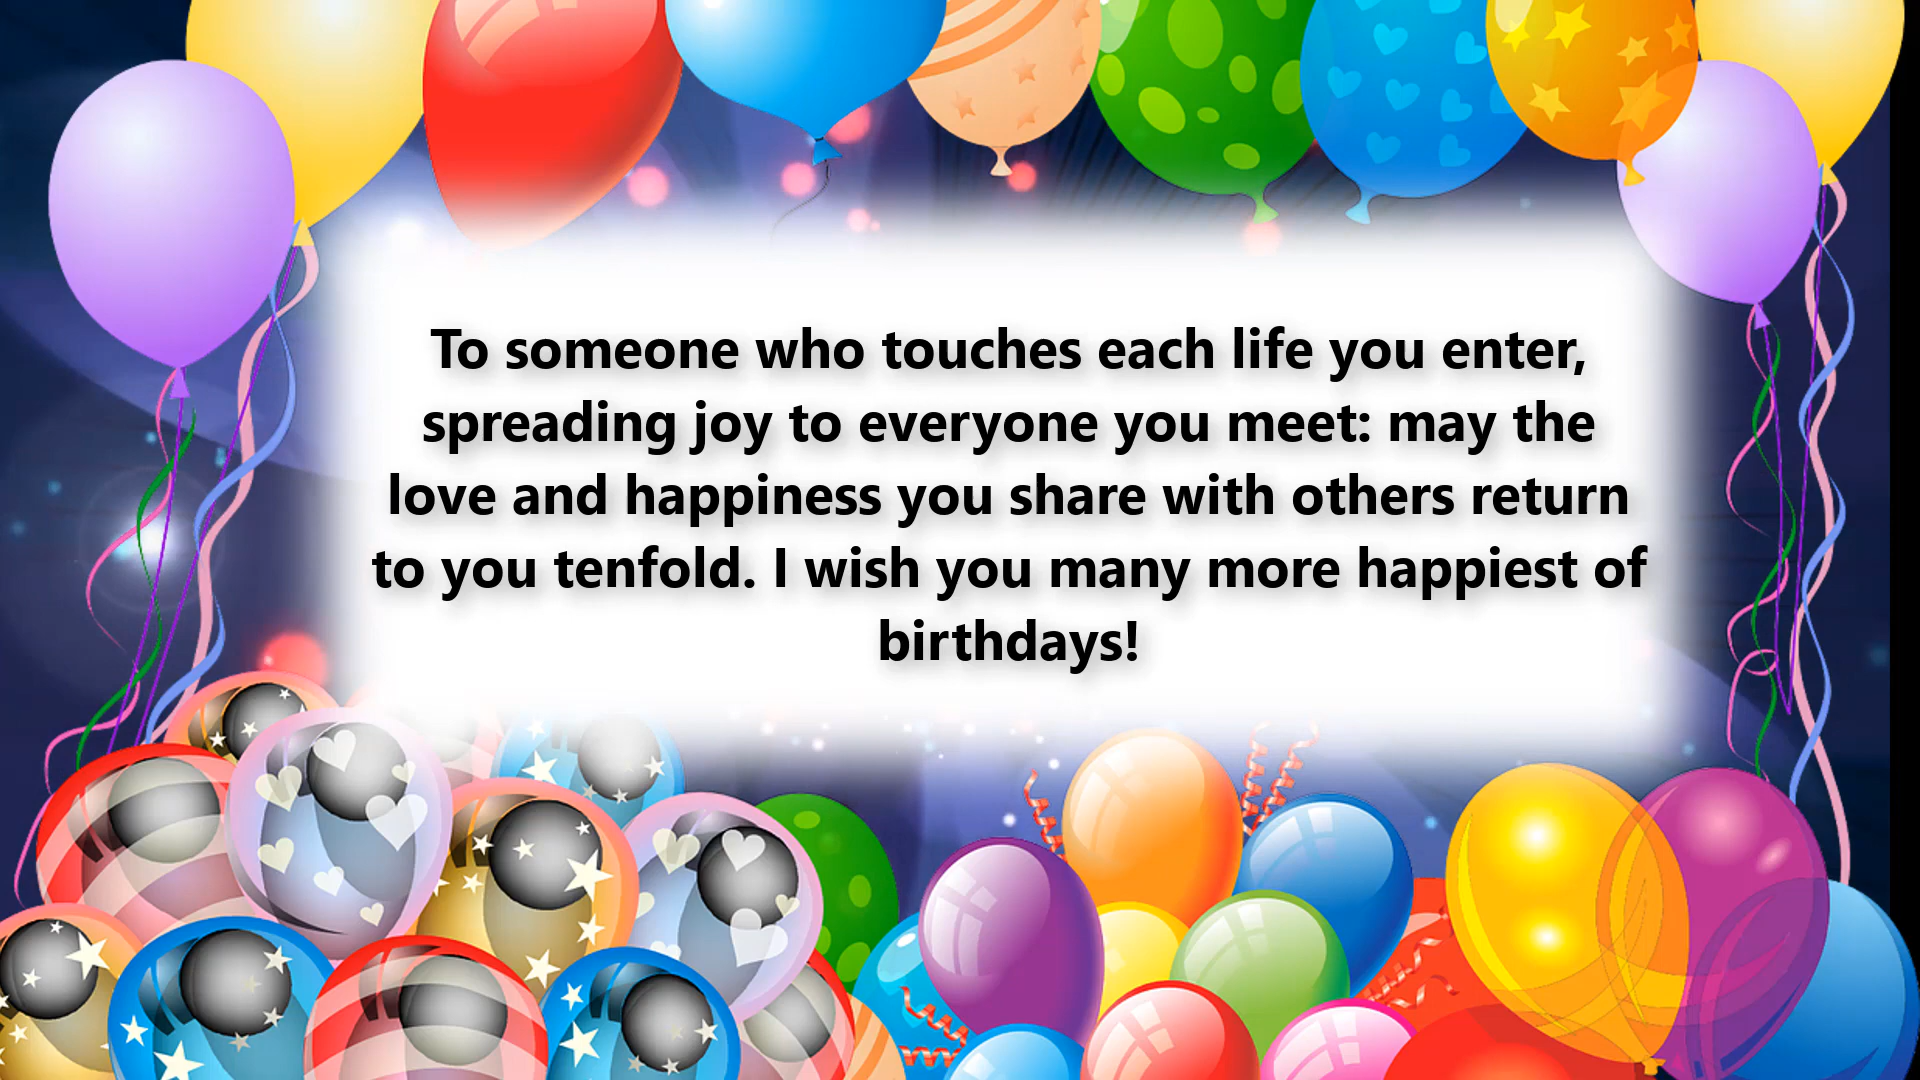 To someone who touches each life you enter,
spreading joy to everyone you meet: may the
love and happiness you share with others return
to you tenfold. I wish you many more happiest of
birthdays!